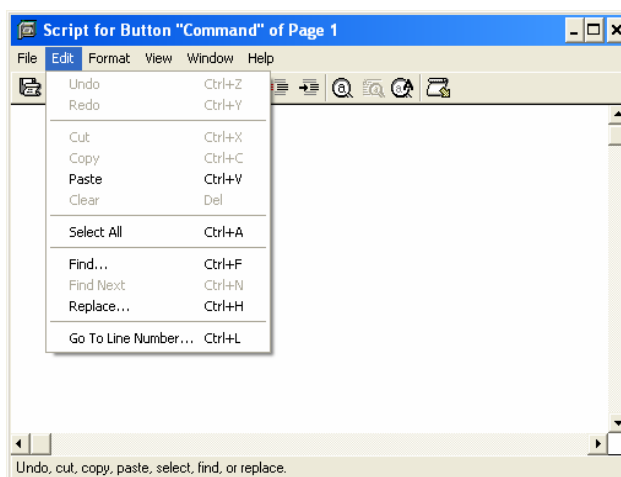 Script for Button "Command" of Page 1
File Edit Format View Window Help
Undo Ctrl+Z
Redo Ctrl+Y
Cut Ctrl+X
Copy Ctrl+C
Paste Ctrl+V
Clear Del
Select All Ctrl+A
Find... Ctrl+F
Find Next Ctrl+N
Replace... Ctrl+H
Go To Line Number... Ctrl+L
Undo, cut, copy, paste, select, find, or replace.